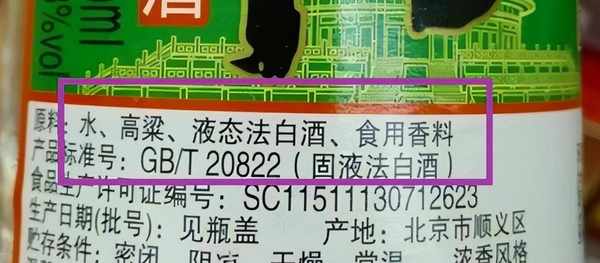 酒
0ml
%vol
原料：水、高粱、液态法白酒、食用香料
产品标准号：GB/T 20822（固液法白酒）
食品生产许可证编号：SC11511130712623
生产日期(批号)：见瓶盖 产地：北京市顺义区
贮存条件：密闭、阴凉、干燥、常温 浓香风格